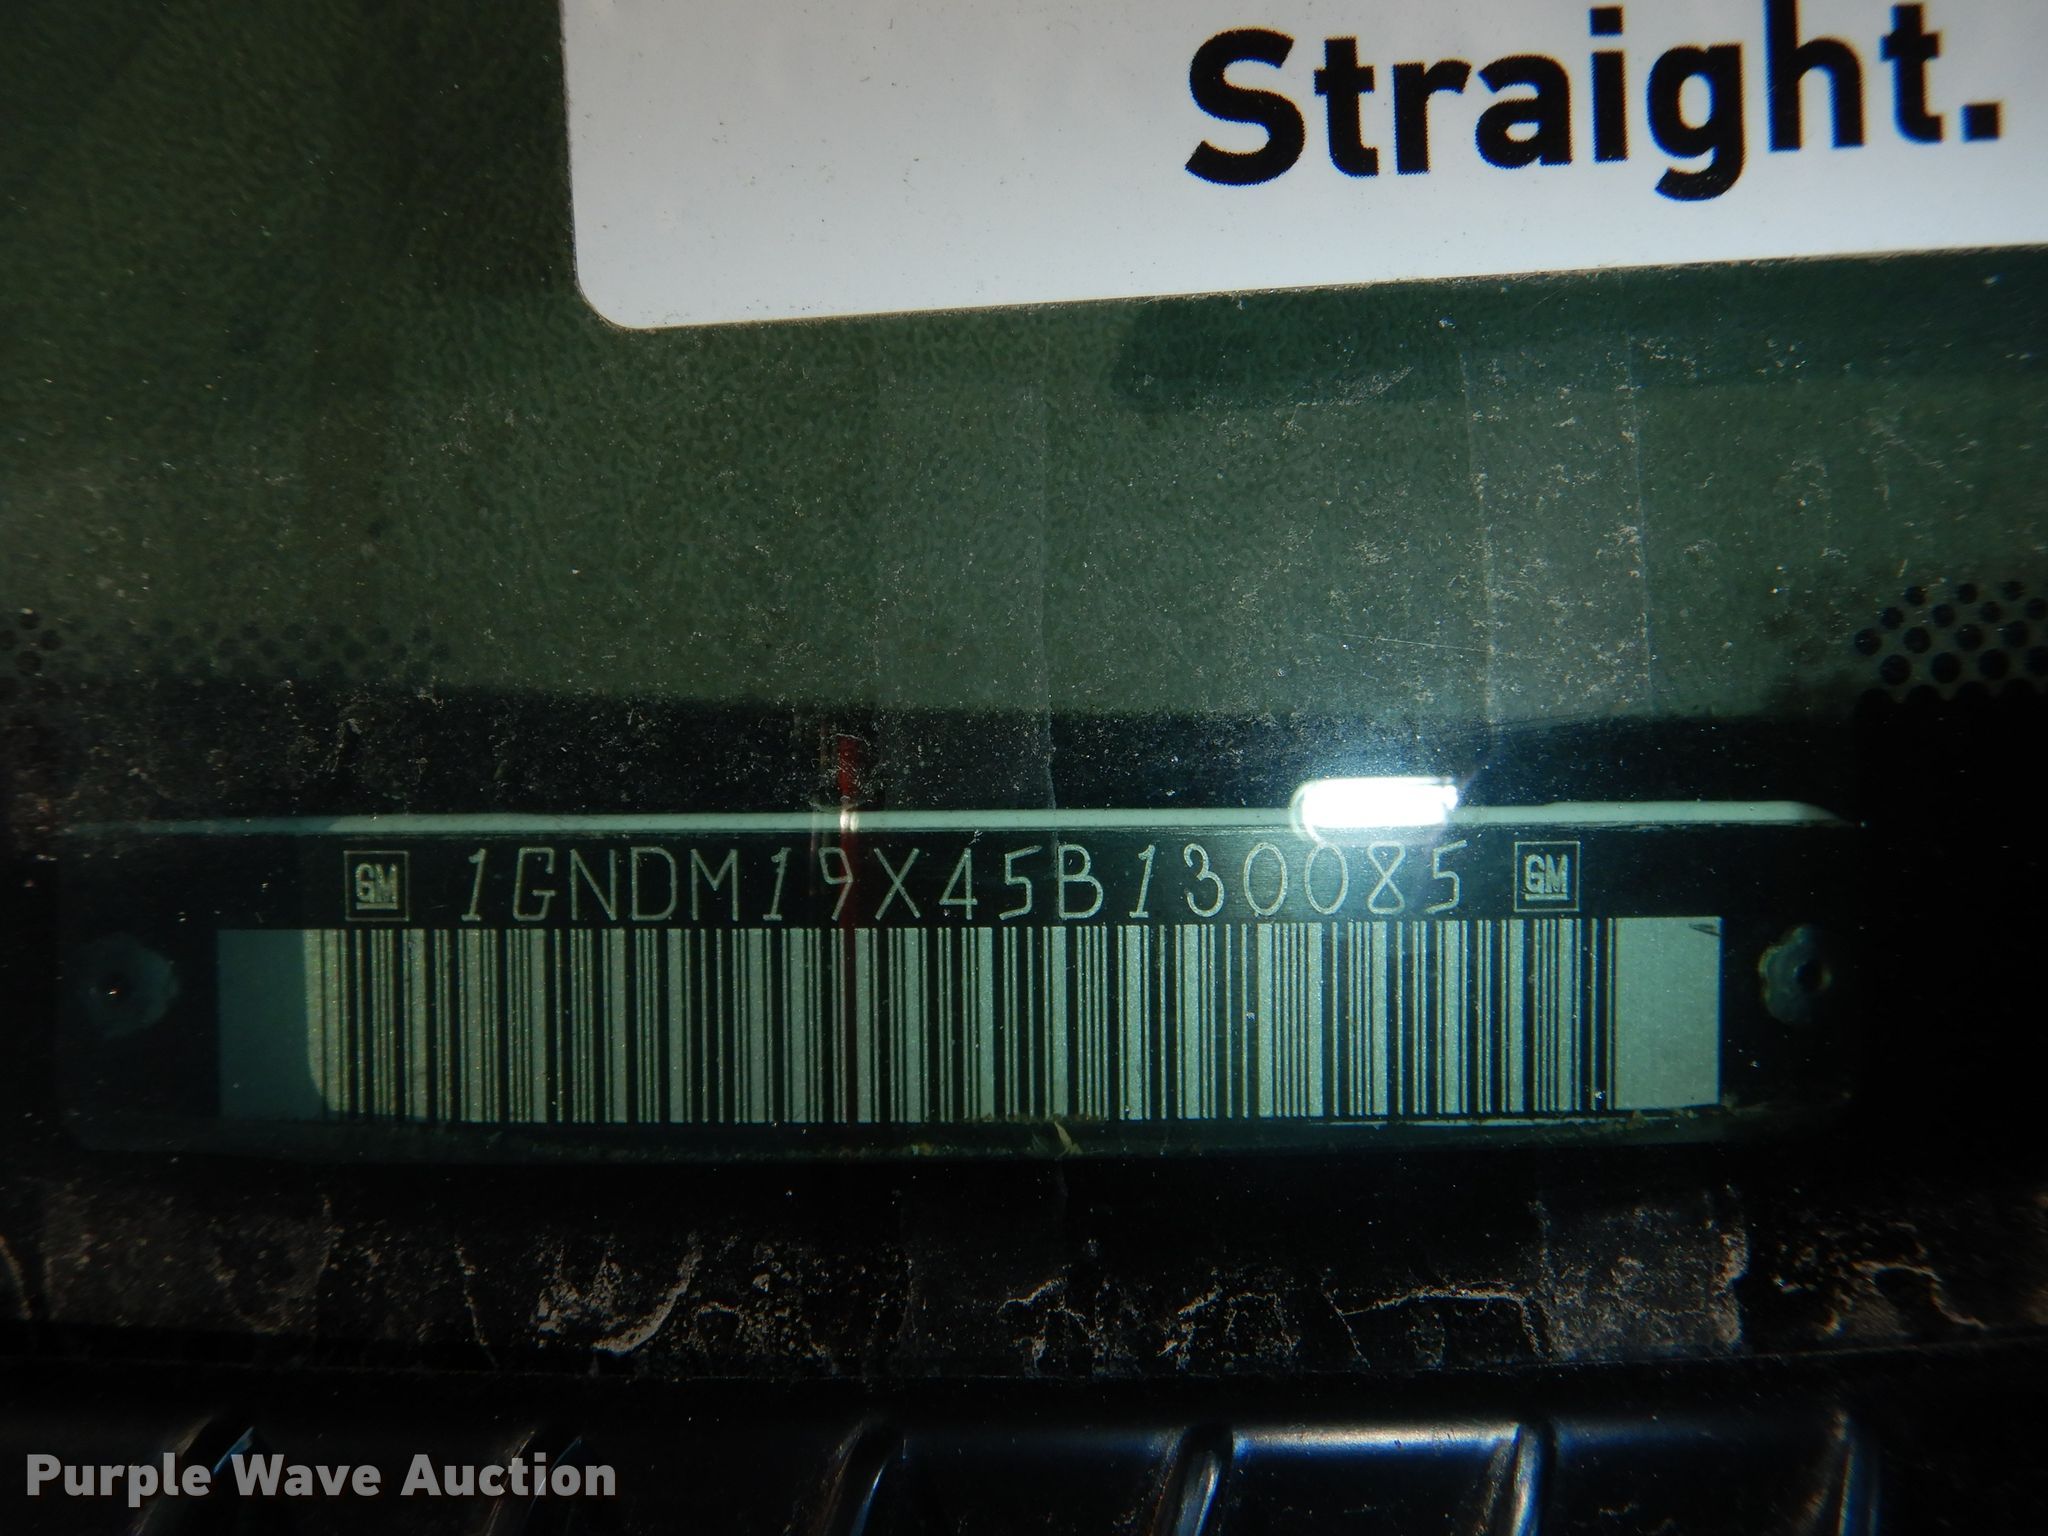 Straight.
GM 1GNDM19X45B130085 GM
Purple Wave Auction